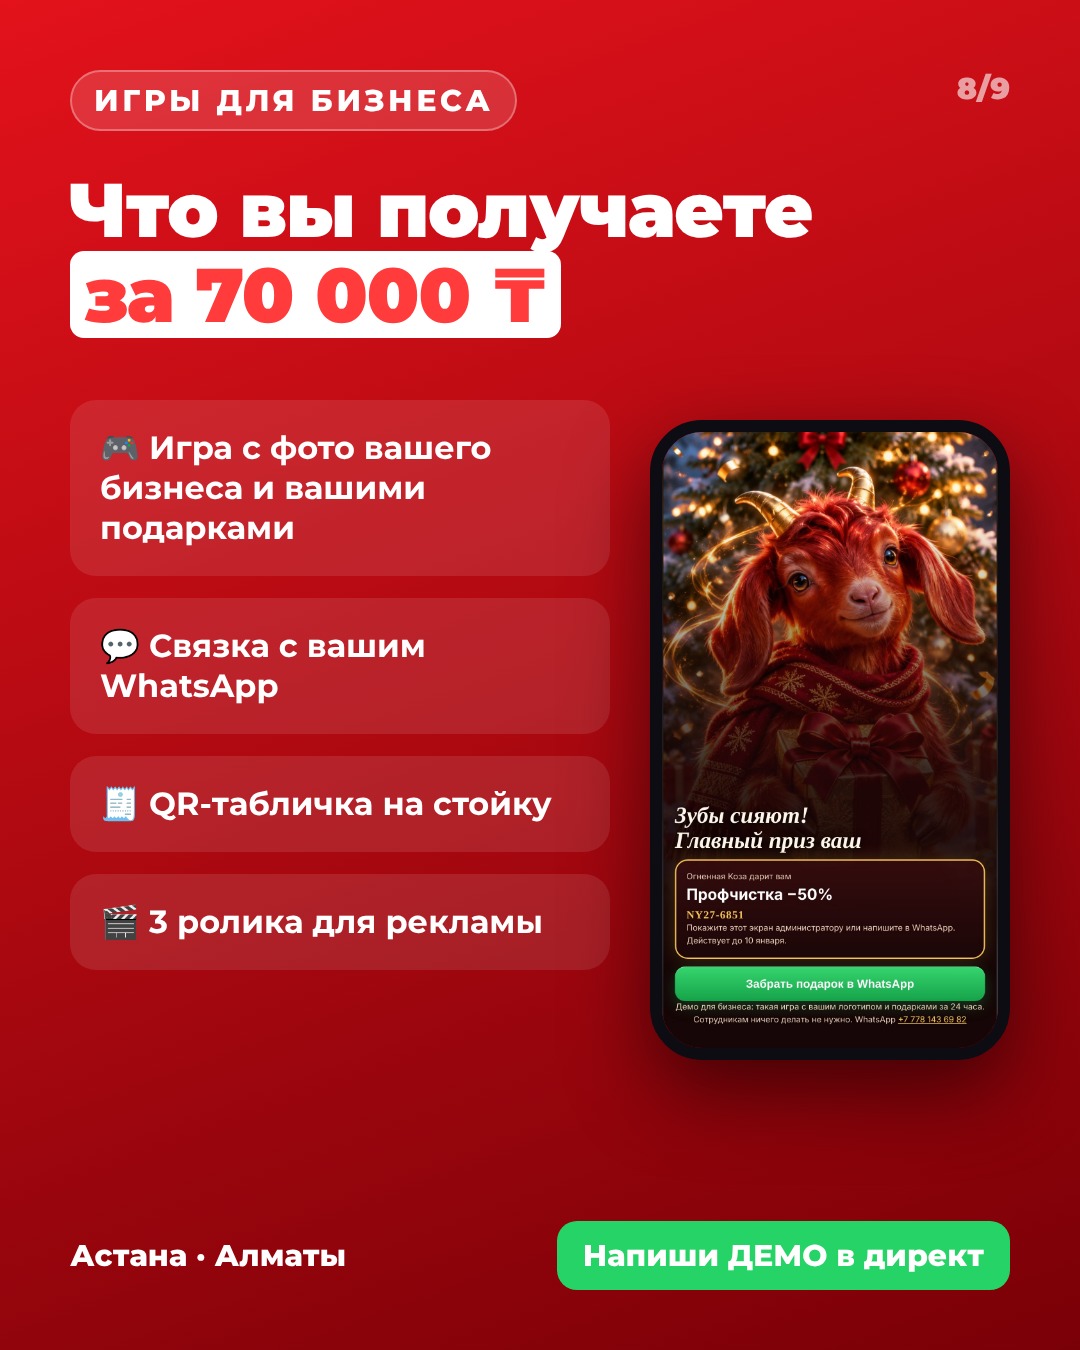 ИГРЫ ДЛЯ БИЗНЕСА
8/9
Что вы получаете
за 70 000 ₸
🎮 Игра с фото вашего
бизнеса и вашими
подарками
💬 Связка с вашим
WhatsApp
🧾 QR-табличка на стойку
🎬 3 ролика для рекламы
Зубы сияют!
Главный приз ваш
Огненная Коза дарит вам
Профчистка −50%
NY27-6851
Покажите этот экран администратору или напишите в WhatsApp.
Действует до 10 января.
Забрать подарок в WhatsApp
Демо для бизнеса: такая игра с вашим логотипом и подарками за 24 часа.
Сотрудникам ничего делать не нужно. WhatsApp +7 778 143 69 82
Астана · Алматы
Напиши ДЕМО в директ